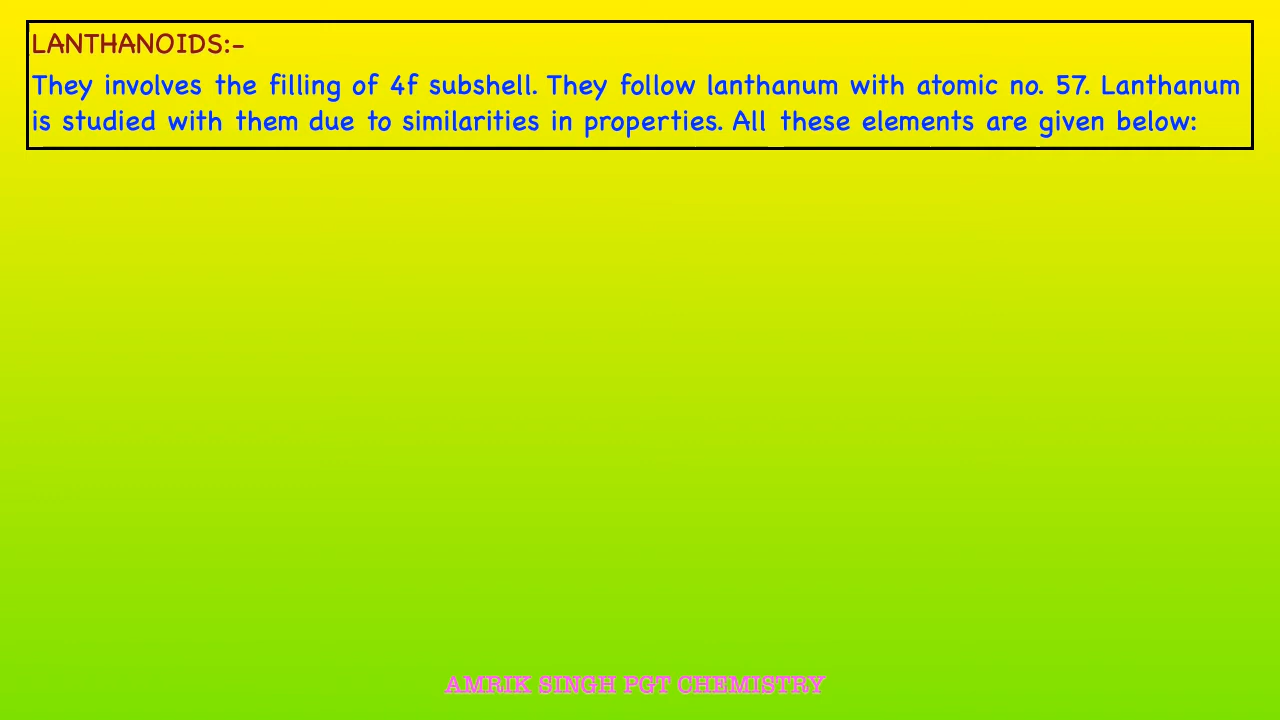 LANTHANOIDS:-
They involves the filling of 4f subshell. They follow lanthanum with atomic no. 57. Lanthanum
is studied with them due to similarities in properties. All these elements are given below:
AMRIK SINGH PGT CHEMISTRY